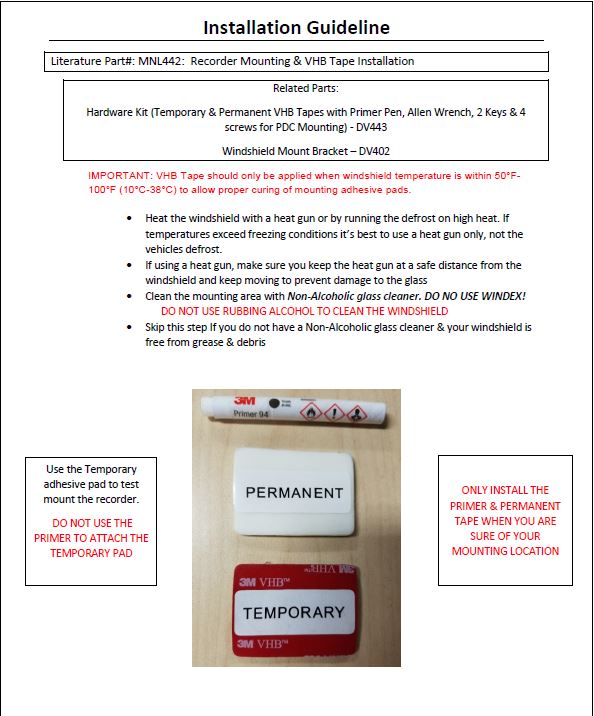 Installation Guideline
Literature Part#: MNL442: Recorder Mounting & VHB Tape Installation
Related Parts:
Hardware Kit (Temporary & Permanent VHB Tapes with Primer Pen, Allen Wrench, 2 Keys & 4
screws for PDC Mounting) - DV443
Windshield Mount Bracket – DV402
IMPORTANT: VHB Tape should only be applied when windshield temperature is within 50°F-
100°F (10°C-38°C) to allow proper curing of mounting adhesive pads.
• Heat the windshield with a heat gun or by running the defrost on high heat. If
temperatures exceed freezing conditions it's best to use a heat gun only, not the
vehicles defrost.
• If using a heat gun, make sure you keep the heat gun at a safe distance from the
windshield and keep moving to prevent damage to the glass
• Clean the mounting area with Non-Alcoholic glass cleaner. DO NO USE WINDEX!
DO NOT USE RUBBING ALCOHOL TO CLEAN THE WINDSHIELD
• Skip this step If you do not have a Non-Alcoholic glass cleaner & your windshield is
free from grease & debris
3M
Primer 94
PERMANENT
VHB 3M
3M VHB™
TEMPORARY
3M VHB™
Use the Temporary
adhesive pad to test
mount the recorder.
DO NOT USE THE
PRIMER TO ATTACH THE
TEMPORARY PAD
ONLY INSTALL THE
PRIMER & PERMANENT
TAPE WHEN YOU ARE
SURE OF YOUR
MOUNTING LOCATION